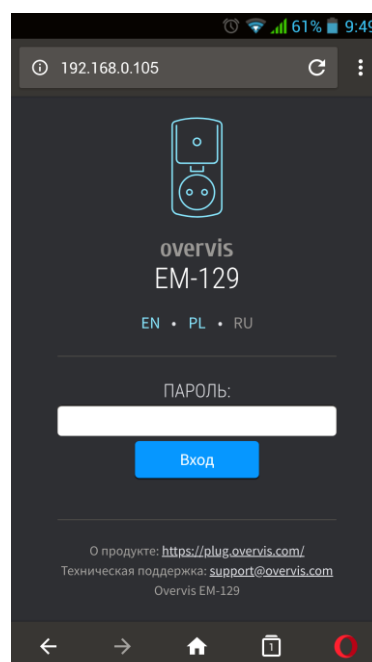 61% 9:49
192.168.0.105
overvis
EM-129
EN • PL • RU
ПАРОЛЬ:
Вход
О продукте: https://plug.overvis.com/
Техническая поддержка: support@overvis.com
Overvis EM-129
1